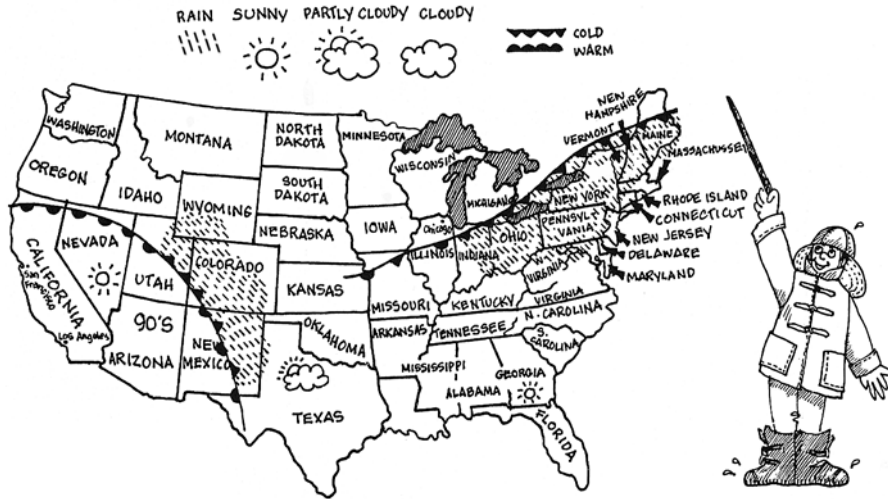 RAIN SUNNY PARTLY CLOUDY CLOUDY
COLD
WARM
NEW
HAMPSHIRE
VERMONT
MAINE
MASSACHUSSET
WASHINGTON
MONTANA
NORTH
DAKOTA
MINNESOTA
OREGON
IDAHO
WYOMING
SOUTH
DAKOTA
WISCONSIN
MICHIGAN
NEW YORK
RHODE ISLAND
CONNECTICUT
NEW JERSEY
DELAWARE
MARYLAND
NEBRASKA
IOWA
Chicago
ILLINOIS
INDIANA
OHIO
PENNSYL-
VANIA
NEVADA
UTAH
COLORADO
KANSAS
MISSOURI
KENTUCKY
W.
VIRGINIA
VIRGINIA
CALIFORNIA
San
Francisco
Los Angeles
90'S
ARIZONA
NEW
MEXICO
OKLAHOMA
ARKANSAS
TENNESSEE
N. CAROLINA
S.
CAROLINA
TEXAS
MISSISSIPPI
ALABAMA
GEORGIA
FLORIDA